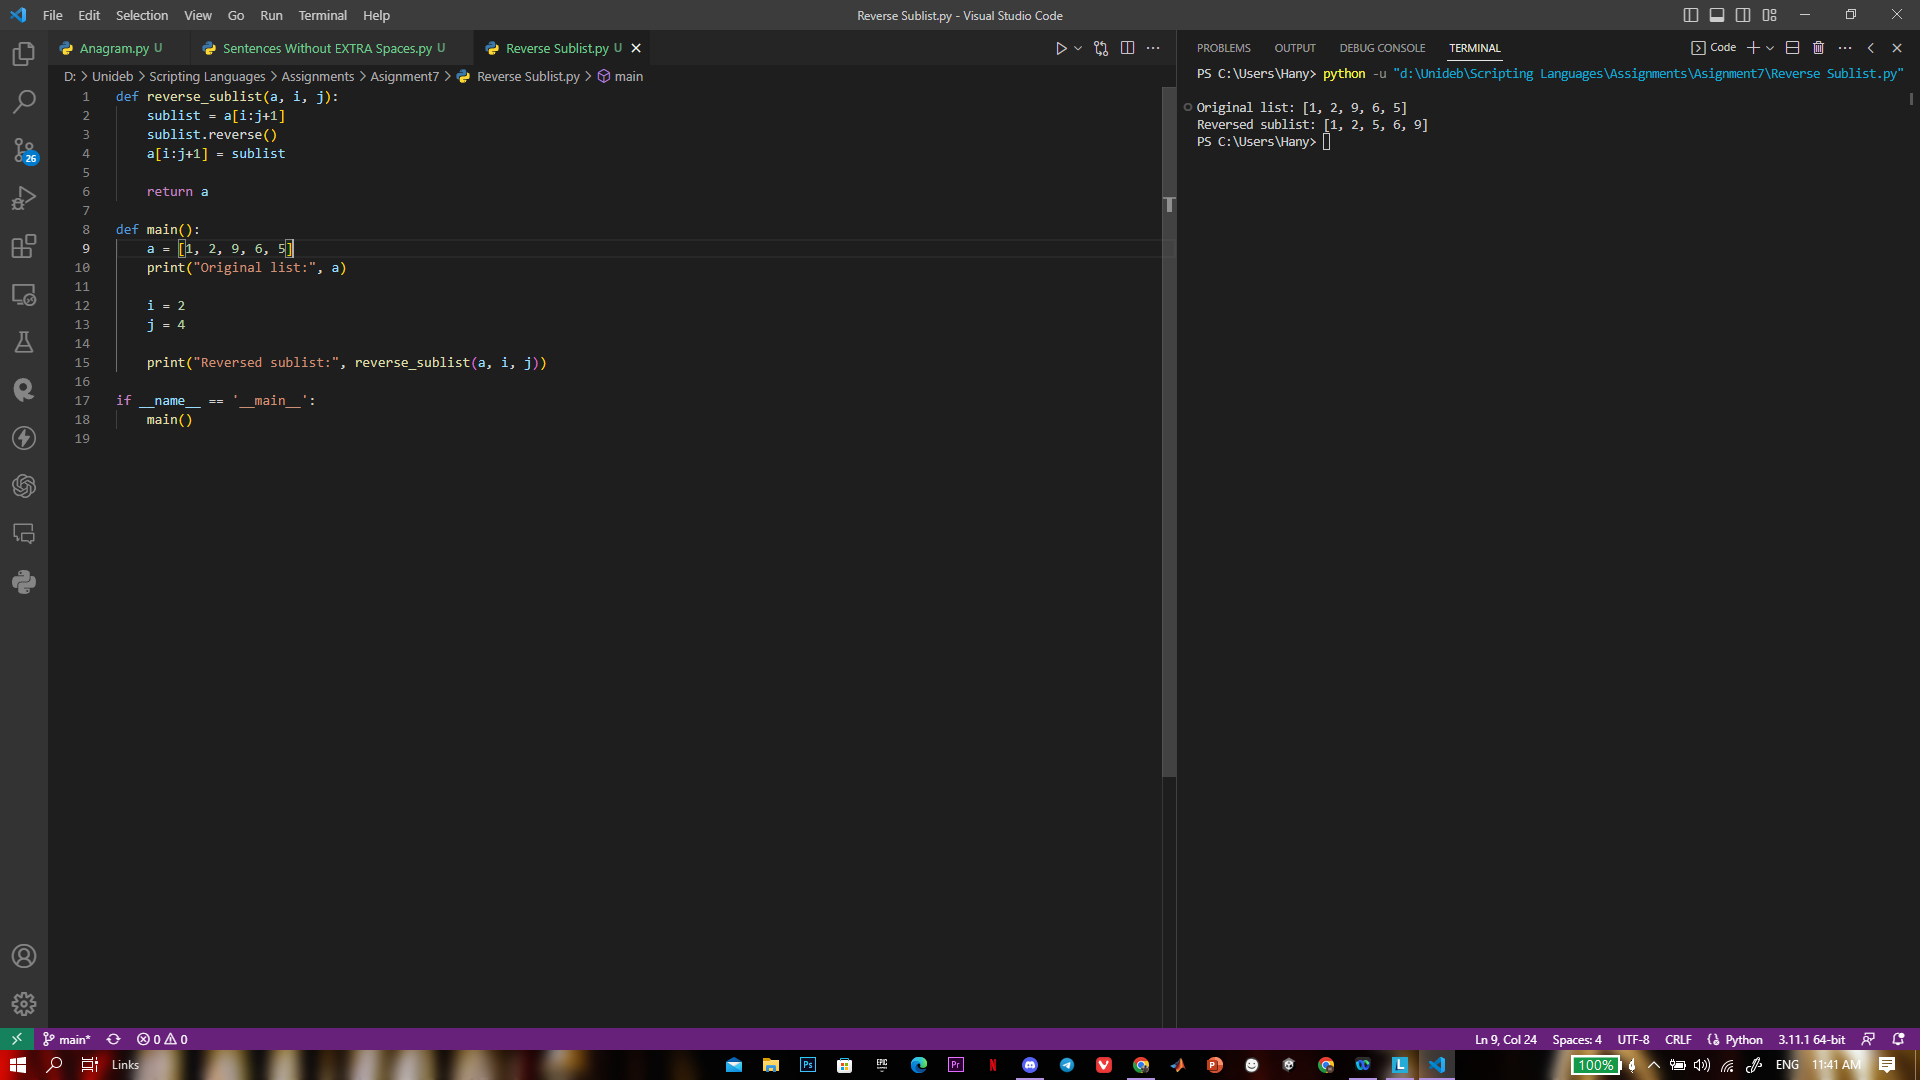 File Edit Selection View Go Run Terminal Help
Reverse Sublist.py - Visual Studio Code
Anagram.py U
Sentences Without EXTRA Spaces.py U
Reverse Sublist.py U
D: > Unideb > Scripting Languages > Assignments > Asignment7 > Reverse Sublist.py > main
1 def reverse_sublist(a, i, j):
2 sublist = a[i:j+1]
3 sublist.reverse()
4 a[i:j+1] = sublist
5
6 return a
7
8 def main():
9 a = [1, 2, 9, 6, 5]
10 print("Original list:", a)
11
12 i = 2
13 j = 4
14
15 print("Reversed sublist:", reverse_sublist(a, i, j))
16
17 if __name__ == '__main__':
18 main()
19
PROBLEMS OUTPUT DEBUG CONSOLE TERMINAL
Code
PS C:\Users\Hany> python -u "d:\Unideb\Scripting Languages\Assignments\Asignment7\Reverse Sublist.py"
Original list: [1, 2, 9, 6, 5]
Reversed sublist: [1, 2, 5, 6, 9]
PS C:\Users\Hany>
26
main* 0 0
Ln 9, Col 24 Spaces: 4 UTF-8 CRLF Python 3.11.1 64-bit
Links
Ps
EPIC
Pr
N
L
100%
ENG
11:41 AM